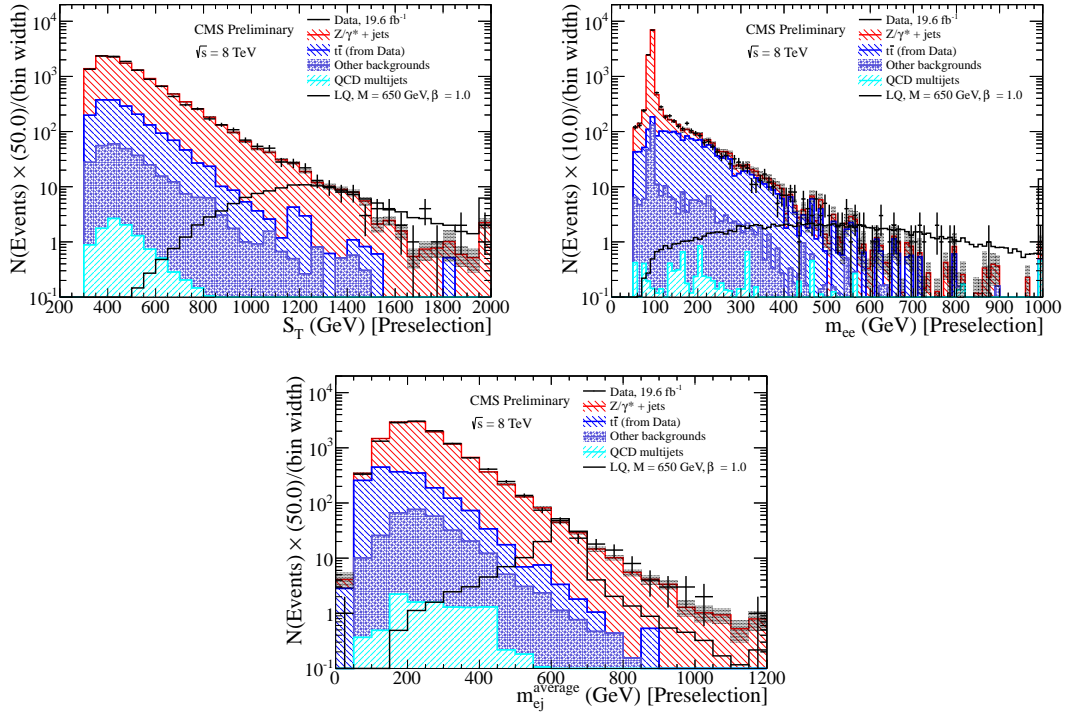 CMS Preliminary
√s = 8 TeV
Data, 19.6 fb⁻¹
Z/γ* + jets
tt̄ (from Data)
Other backgrounds
QCD multijets
LQ, M = 650 GeV, β = 1.0
N(Events) × (50.0)/(bin width)
10⁴
10³
10²
10
1
10⁻¹
200 400 600 800 1000 1200 1400 1600 1800 2000
S_T (GeV) [Preselection]
CMS Preliminary
√s = 8 TeV
Data, 19.6 fb⁻¹
Z/γ* + jets
tt̄ (from Data)
Other backgrounds
QCD multijets
LQ, M = 650 GeV, β = 1.0
N(Events) × (10.0)/(bin width)
10⁴
10³
10²
10
1
10⁻¹
0 100 200 300 400 500 600 700 800 900 1000
m_ee (GeV) [Preselection]
CMS Preliminary
√s = 8 TeV
Data, 19.6 fb⁻¹
Z/γ* + jets
tt̄ (from Data)
Other backgrounds
QCD multijets
LQ, M = 650 GeV, β = 1.0
N(Events) × (50.0)/(bin width)
10⁴
10³
10²
10
1
10⁻¹
0 200 400 600 800 1000 1200
m_ej^average (GeV) [Preselection]